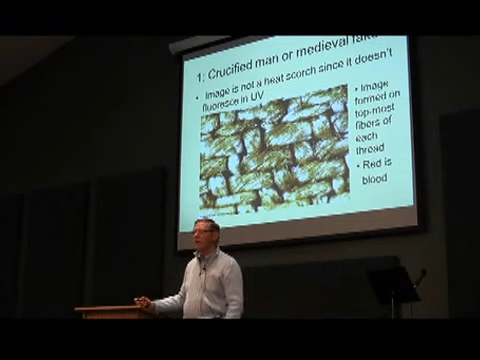 1: Crucified man or medieval fake
• Image is not a heat scorch since it doesn't
fluoresce in UV
• Image
formed on
top-most
fibers of
each
thread
• Red is
blood